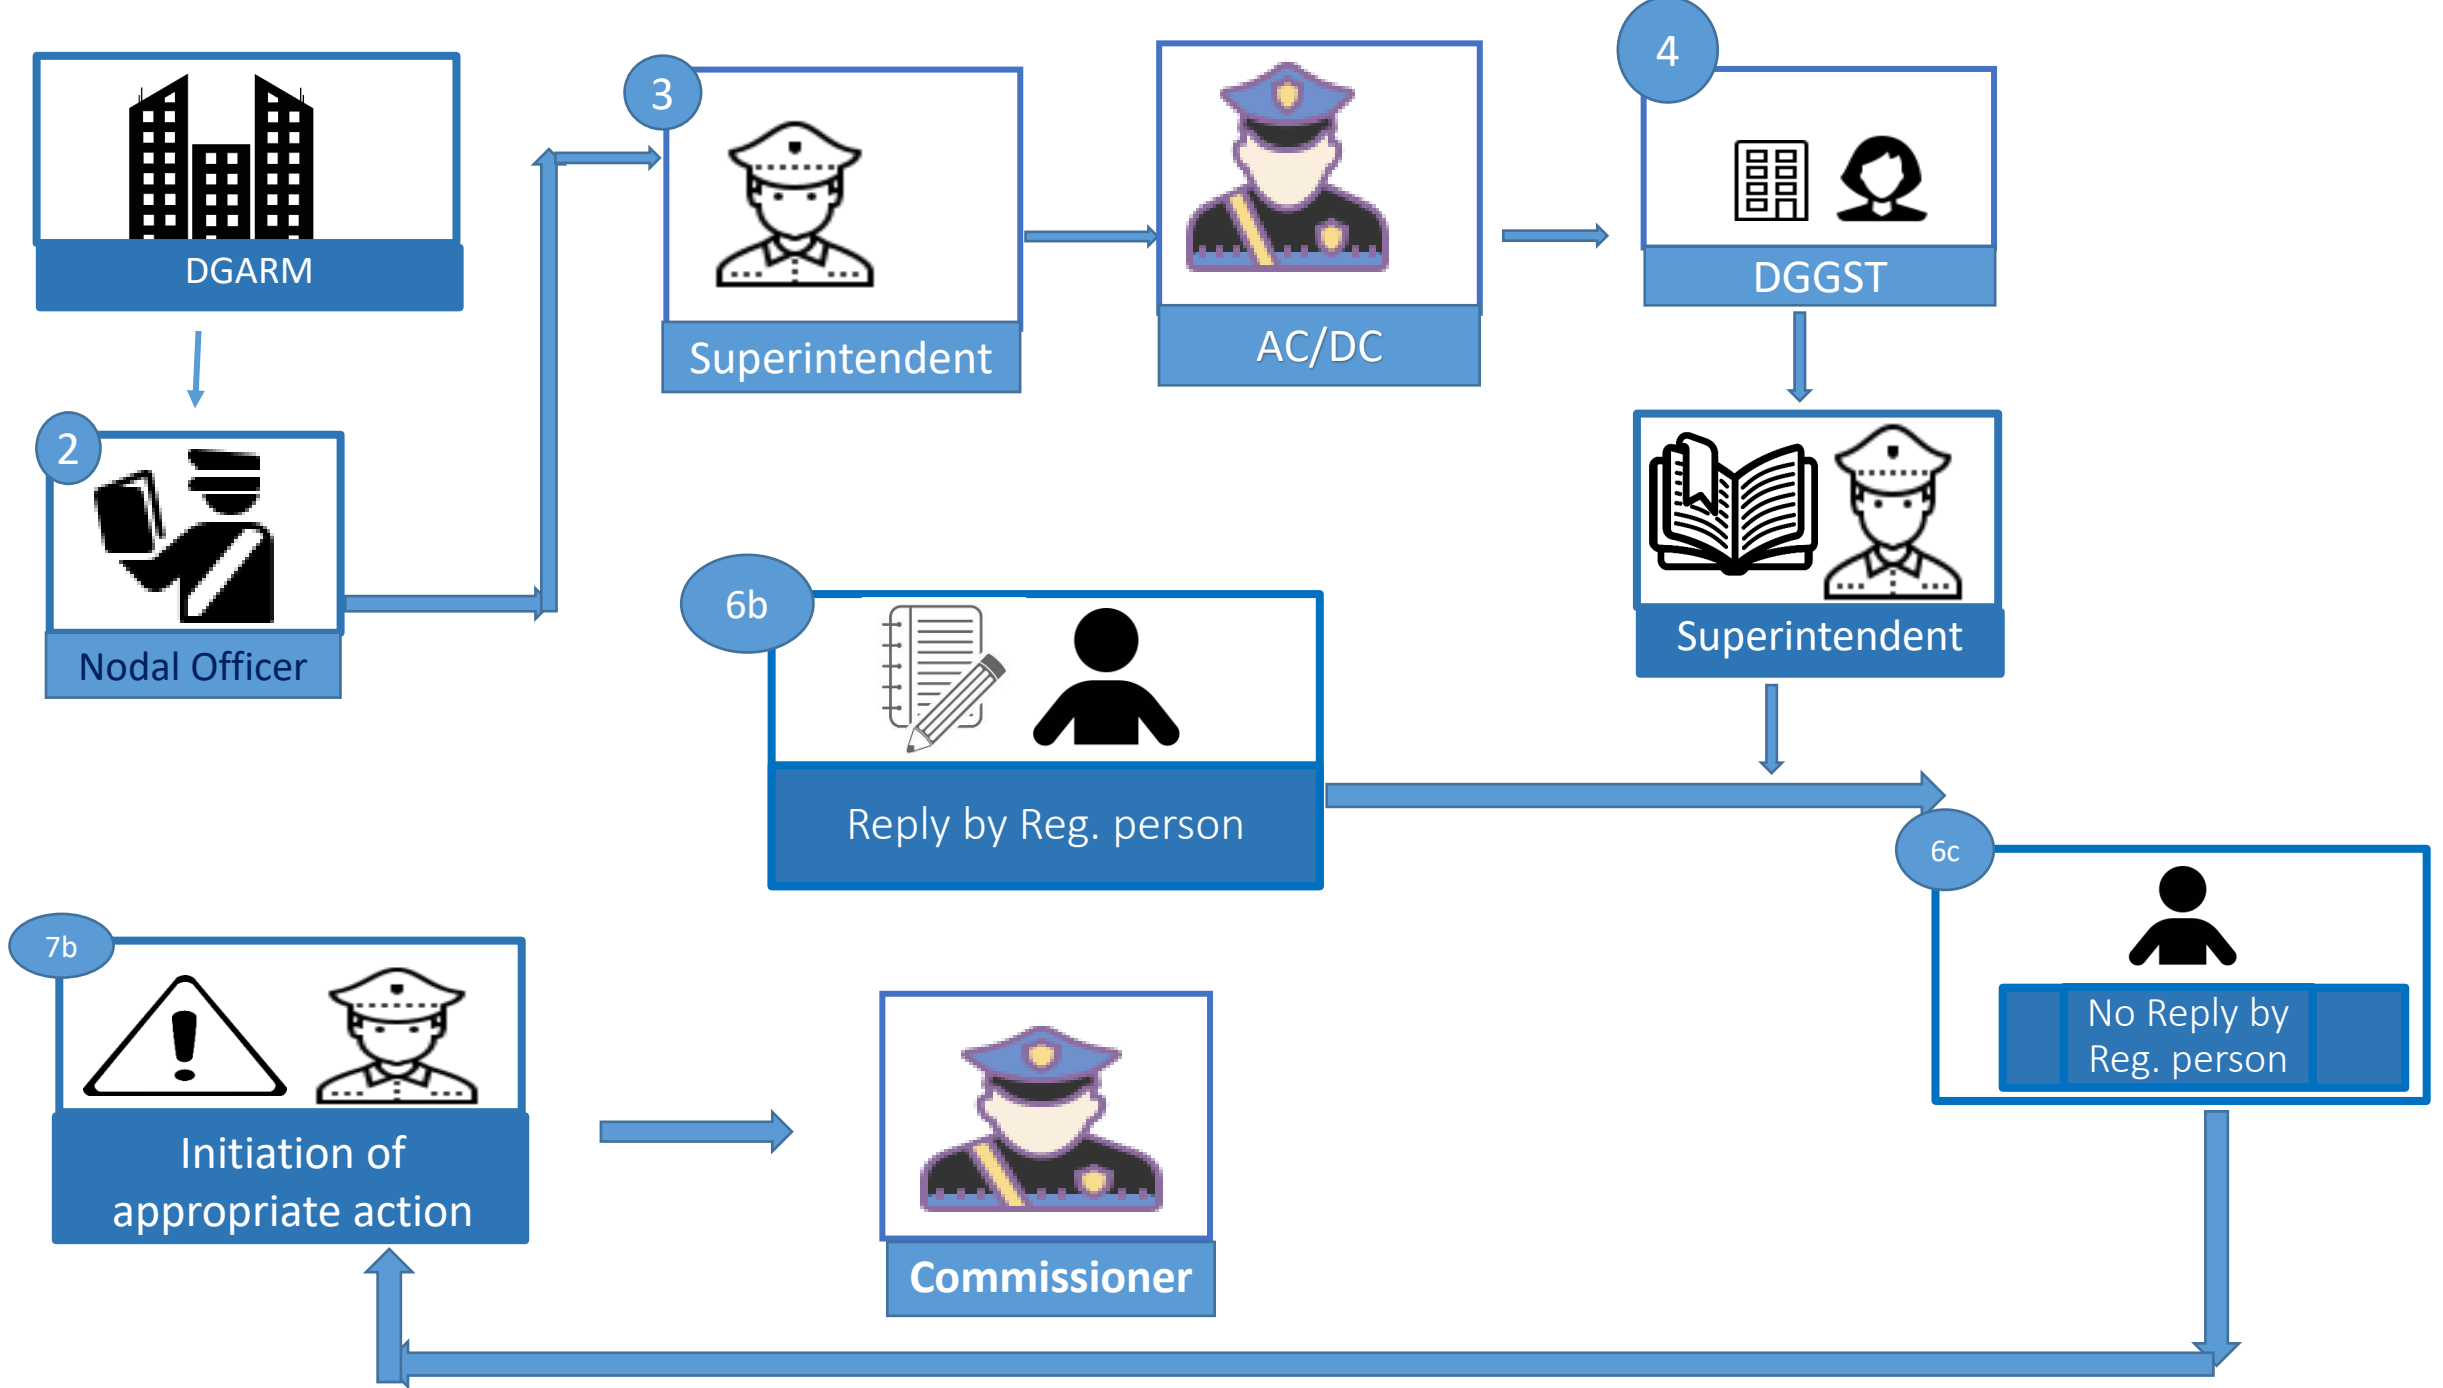 DGARM
2
Nodal Officer
3
Superintendent
AC/DC
4
DGGST
Superintendent
6b
Reply by Reg. person
6c
No Reply by
Reg. person
7b
Initiation of
appropriate action
Commissioner